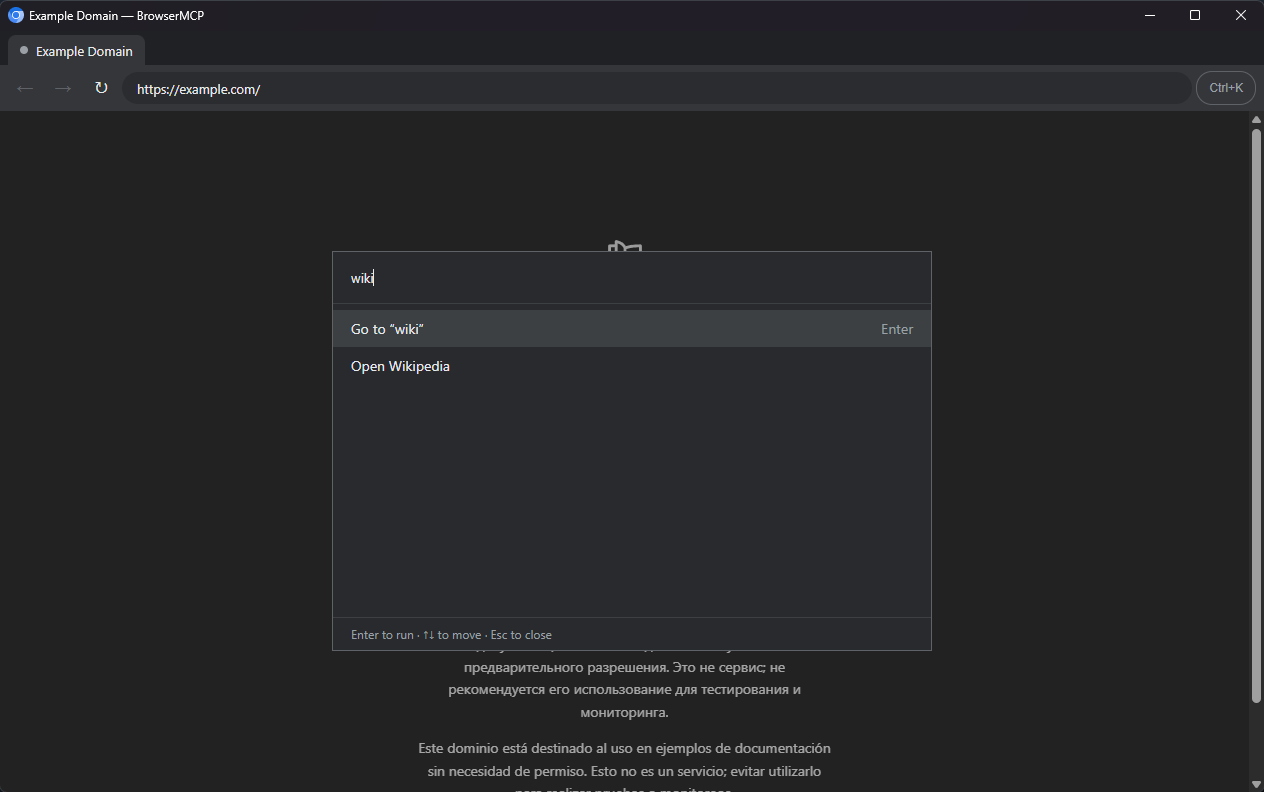 Example Domain — BrowserMCP
Example Domain
https://example.com/
Ctrl+K
wiki
Go to “wiki”
Enter
Open Wikipedia
Enter to run · ↑↓ to move · Esc to close
предварительного разрешения. Это не сервис; не
рекомендуется его использование для тестирования и
мониторинга.
Este dominio está destinado al uso en ejemplos de documentación
sin necesidad de permiso. Esto no es un servicio; evitar utilizarlo